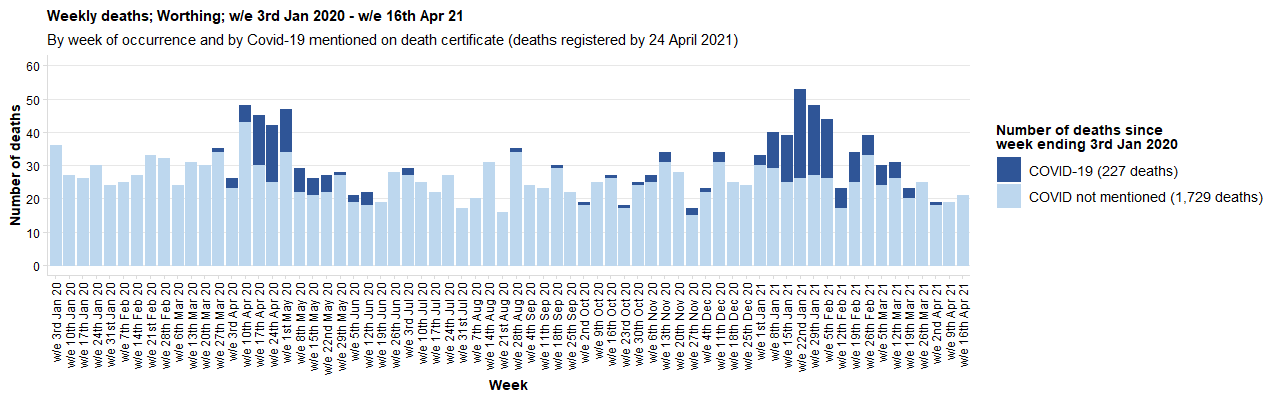 Weekly deaths; Worthing; w/e 3rd Jan 2020 - w/e 16th Apr 21
By week of occurrence and by Covid-19 mentioned on death certificate (deaths registered by 24 April 2021)
Number of deaths
60
50
40
30
20
10
0
w/e 3rd Jan 20
w/e 10th Jan 20
w/e 17th Jan 20
w/e 24th Jan 20
w/e 31st Jan 20
w/e 7th Feb 20
w/e 14th Feb 20
w/e 21st Feb 20
w/e 28th Feb 20
w/e 6th Mar 20
w/e 13th Mar 20
w/e 20th Mar 20
w/e 27th Mar 20
w/e 3rd Apr 20
w/e 10th Apr 20
w/e 17th Apr 20
w/e 24th Apr 20
w/e 1st May 20
w/e 8th May 20
w/e 15th May 20
w/e 22nd May 20
w/e 29th May 20
w/e 5th Jun 20
w/e 12th Jun 20
w/e 19th Jun 20
w/e 26th Jun 20
w/e 3rd Jul 20
w/e 10th Jul 20
w/e 17th Jul 20
w/e 24th Jul 20
w/e 31st Jul 20
w/e 7th Aug 20
w/e 14th Aug 20
w/e 21st Aug 20
w/e 28th Aug 20
w/e 4th Sep 20
w/e 11th Sep 20
w/e 18th Sep 20
w/e 25th Sep 20
w/e 2nd Oct 20
w/e 9th Oct 20
w/e 16th Oct 20
w/e 23rd Oct 20
w/e 30th Oct 20
w/e 6th Nov 20
w/e 13th Nov 20
w/e 20th Nov 20
w/e 27th Nov 20
w/e 4th Dec 20
w/e 11th Dec 20
w/e 18th Dec 20
w/e 25th Dec 20
w/e 1st Jan 21
w/e 8th Jan 21
w/e 15th Jan 21
w/e 22nd Jan 21
w/e 29th Jan 21
w/e 5th Feb 21
w/e 12th Feb 21
w/e 19th Feb 21
w/e 26th Feb 21
w/e 5th Mar 21
w/e 12th Mar 21
w/e 19th Mar 21
w/e 26th Mar 21
w/e 2nd Apr 21
w/e 9th Apr 21
w/e 16th Apr 21
Week
Number of deaths since
week ending 3rd Jan 2020
COVID-19 (227 deaths)
COVID not mentioned (1,729 deaths)